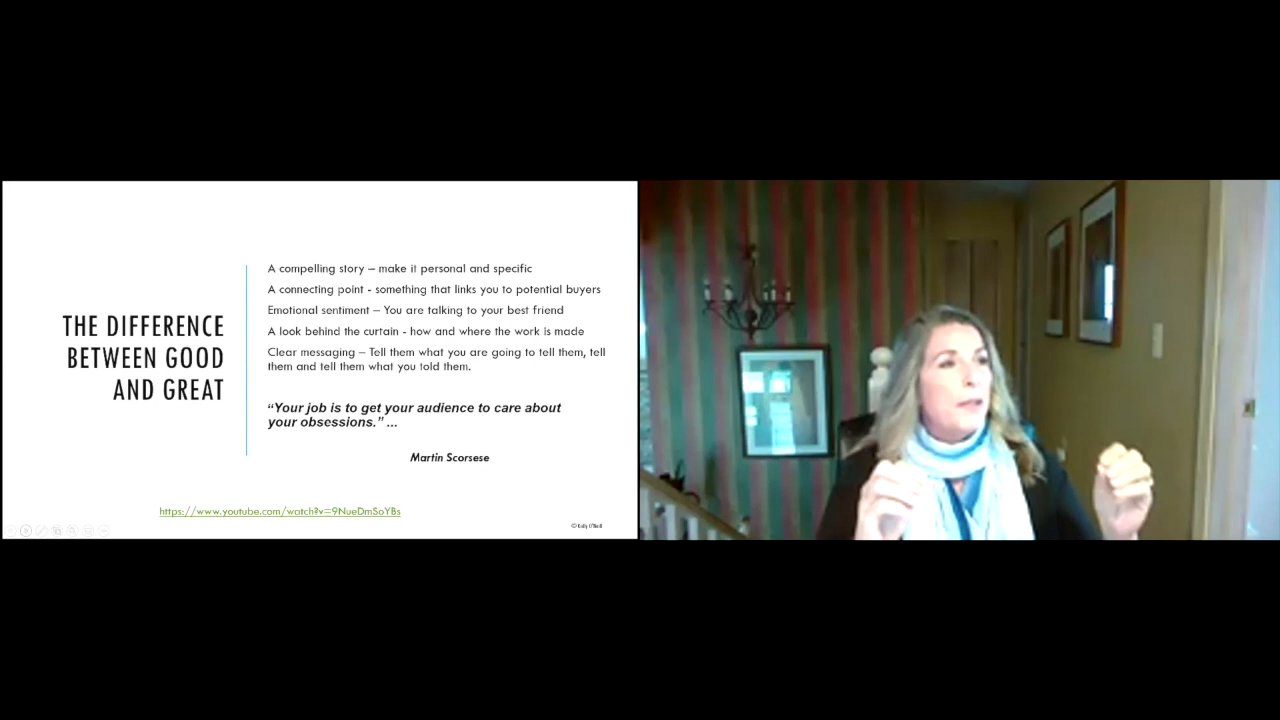 THE DIFFERENCE
BETWEEN GOOD
AND GREAT
A compelling story – make it personal and specific
A connecting point - something that links you to potential buyers
Emotional sentiment – You are talking to your best friend
A look behind the curtain - how and where the work is made
Clear messaging – Tell them what you are going to tell them, tell
them and tell them what you told them.
“Your job is to get your audience to care about
your obsessions.” ...
Martin Scorsese
https://www.youtube.com/watch?v=9NueDmSoYBs